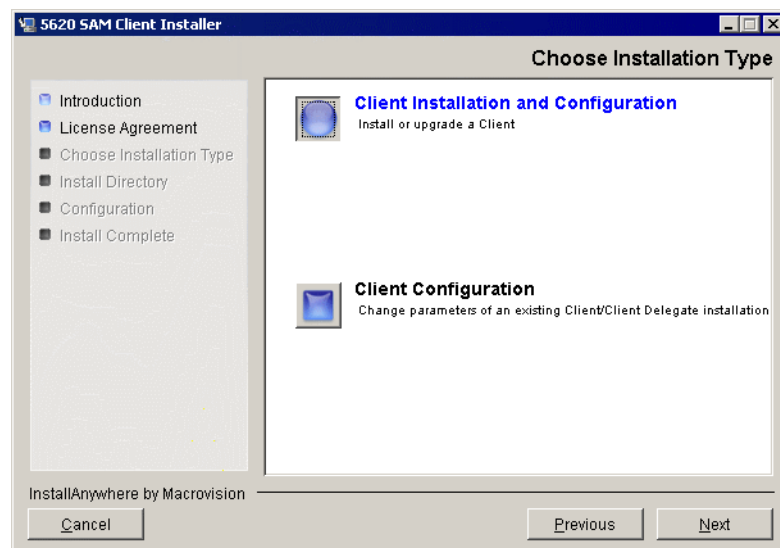 5620 SAM Client Installer
Choose Installation Type
Introduction
License Agreement
Choose Installation Type
Install Directory
Configuration
Install Complete
Client Installation and Configuration
Install or upgrade a Client
Client Configuration
Change parameters of an existing Client/Client Delegate installation
InstallAnywhere by Macrovision
Cancel
Previous
Next